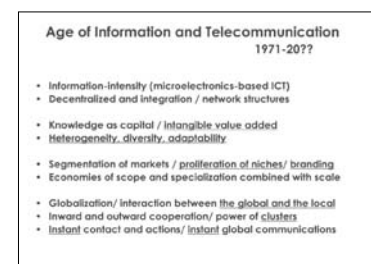 Age of Information and Telecommunication
1971-20??
• Information-intensity (microelectronics-based ICT)
• Decentralized and integration / network structures
• Knowledge as capital / intangible value added
• Heterogeneity, diversity, adaptability
• Segmentation of markets / proliferation of niches/ branding
• Economies of scope and specialization combined with scale
• Globalization/ interaction between the global and the local
• Inward and outward cooperation/ power of clusters
• Instant contact and actions/ instant global communications